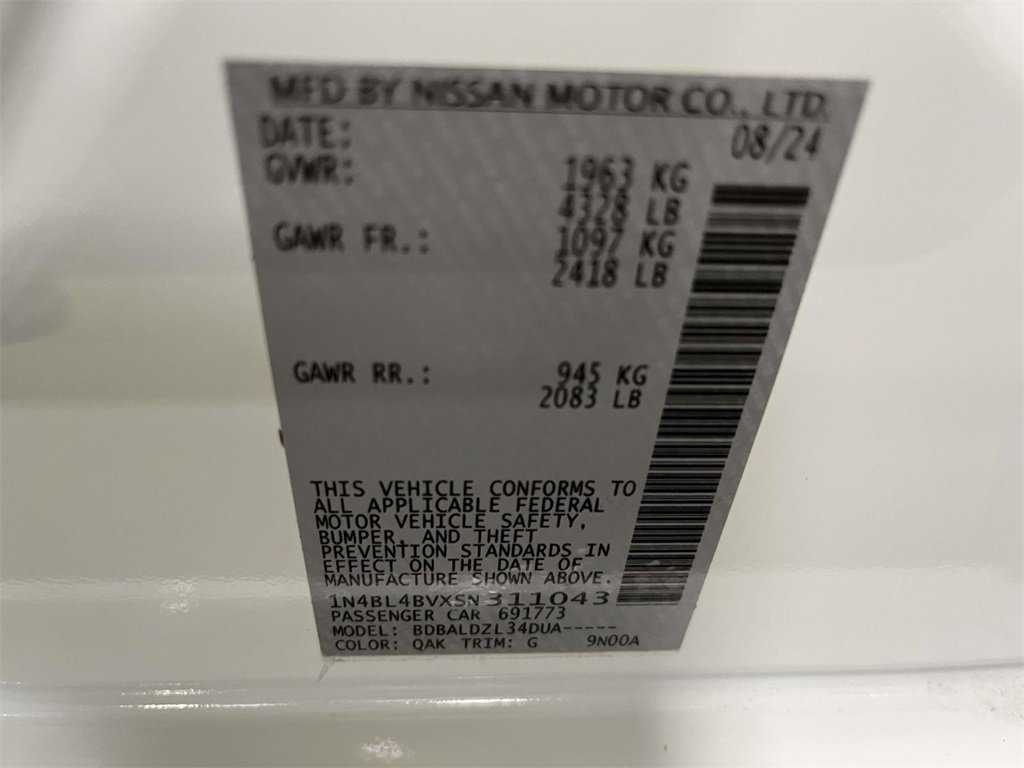 MFD BY NISSAN MOTOR CO., LTD.
DATE: 08/24
GVWR: 1963 KG
4328 LB
GAWR FR.: 1097 KG
2418 LB
GAWR RR.: 945 KG
2083 LB
THIS VEHICLE CONFORMS TO
ALL APPLICABLE FEDERAL
MOTOR VEHICLE SAFETY,
BUMPER, AND THEFT
PREVENTION STANDARDS IN
EFFECT ON THE DATE OF
MANUFACTURE SHOWN ABOVE.
1N4BL4BVXSN311043
PASSENGER CAR 691773
MODEL: BDBALDZL34DUA-----
COLOR: QAK TRIM: G 9N00A